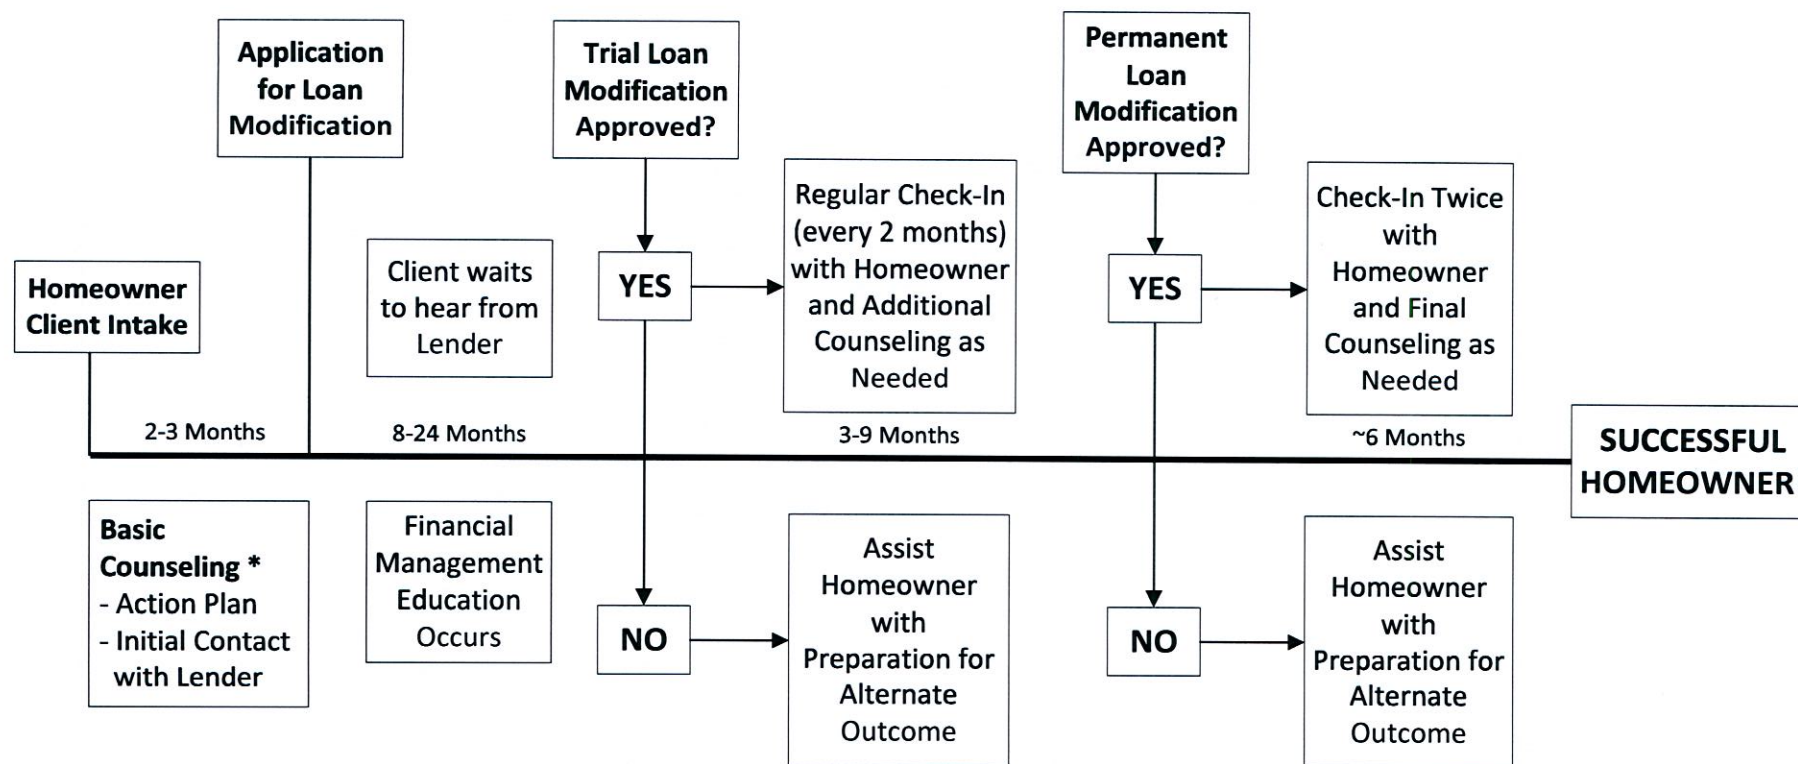 Application
for Loan
Modification
Trial Loan
Modification
Approved?
Permanent
Loan
Modification
Approved?
Homeowner
Client Intake
Client waits
to hear from
Lender
YES
Regular Check-In
(every 2 months)
with Homeowner
and Additional
Counseling as
Needed
YES
Check-In Twice
with
Homeowner
and Final
Counseling as
Needed
2-3 Months
8-24 Months
3-9 Months
~6 Months
SUCCESSFUL
HOMEOWNER
Basic
Counseling *
- Action Plan
- Initial Contact
with Lender
Financial
Management
Education
Occurs
NO
Assist
Homeowner
with
Preparation for
Alternate
Outcome
NO
Assist
Homeowner
with
Preparation for
Alternate
Outcome